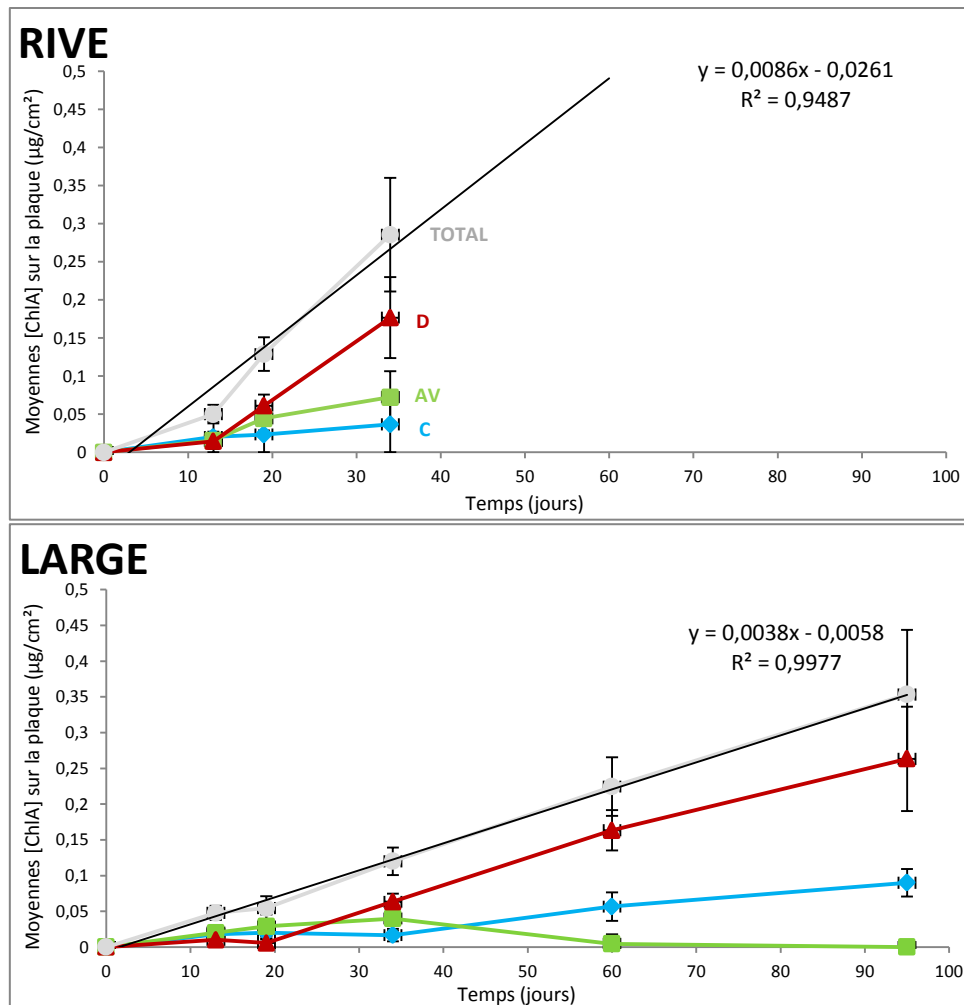 RIVE
y = 0,0086x - 0,0261
R² = 0,9487
Moyennes [ChlA] sur la plaque (µg/cm²)
0,5
0,45
0,4
0,35
0,3
0,25
0,2
0,15
0,1
0,05
0
TOTAL
D
AV
C
0 10 20 30 40 50 60 70 80 90 100
Temps (jours)
LARGE
y = 0,0038x - 0,0058
R² = 0,9977
Moyennes [ChlA] sur la plaque (µg/cm²)
0,5
0,45
0,4
0,35
0,3
0,25
0,2
0,15
0,1
0,05
0
0 10 20 30 40 50 60 70 80 90 100
Temps (jours)